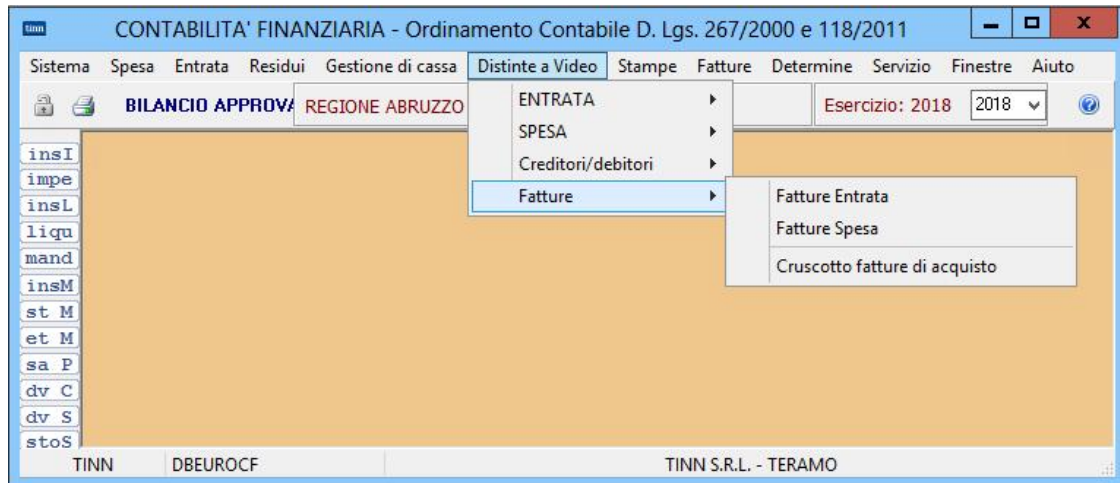 tinn CONTABILITA' FINANZIARIA - Ordinamento Contabile D. Lgs. 267/2000 e 118/2011
Sistema Spesa Entrata Residui Gestione di cassa Distinte a Video Stampe Fatture Determine Servizio Finestre Aiuto
BILANCIO APPROVA REGIONE ABRUZZO Esercizio: 2018 2018
ENTRATA
SPESA
Creditori/debitori
Fatture
Fatture Entrata
Fatture Spesa
Cruscotto fatture di acquisto
insI
impe
insL
liqu
mand
insM
st M
et M
sa P
dv C
dv S
stoS
TINN DBEUROCF TINN S.R.L. - TERAMO